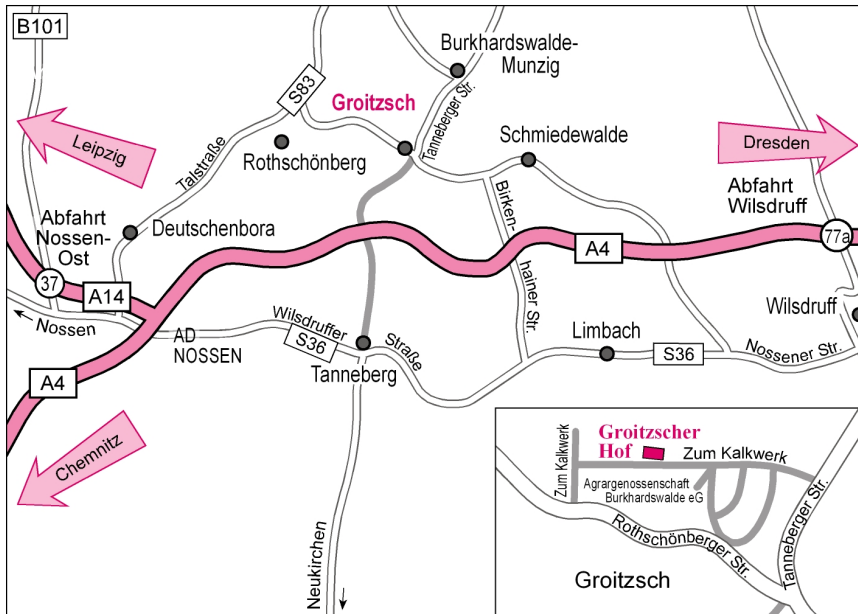 B101
Burkhardswalde-
Munzig
S83
Groitzsch
Tanneberger Str.
Leipzig
Talstraße
Rothschönberg
Schmiedewalde
Dresden
Birken-
hainer Str.
Abfahrt
Wilsdruff
Abfahrt
Nossen-
Ost
Deutschenbora
A4
77a
37
A14
Nossen
Wilsdruffer
Straße
S36
AD
NOSSEN
Tanneberg
Limbach
S36
Wilsdruff
Nossener Str.
A4
Chemnitz
Neukirchen
Groitzscher
Hof
Zum Kalkwerk
Zum Kalkwerk
Agrargenossenschaft
Burkhardswalde eG
Rothschönberger Str.
Tanneberger Str.
Groitzsch